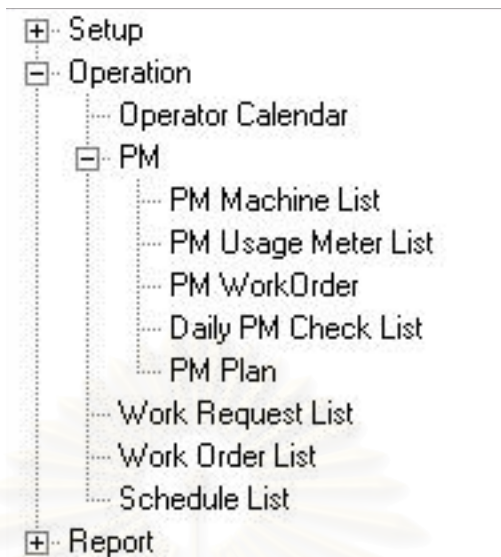 Setup
Operation
Operator Calendar
PM
PM Machine List
PM Usage Meter List
PM WorkOrder
Daily PM Check List
PM Plan
Work Request List
Work Order List
Schedule List
Report